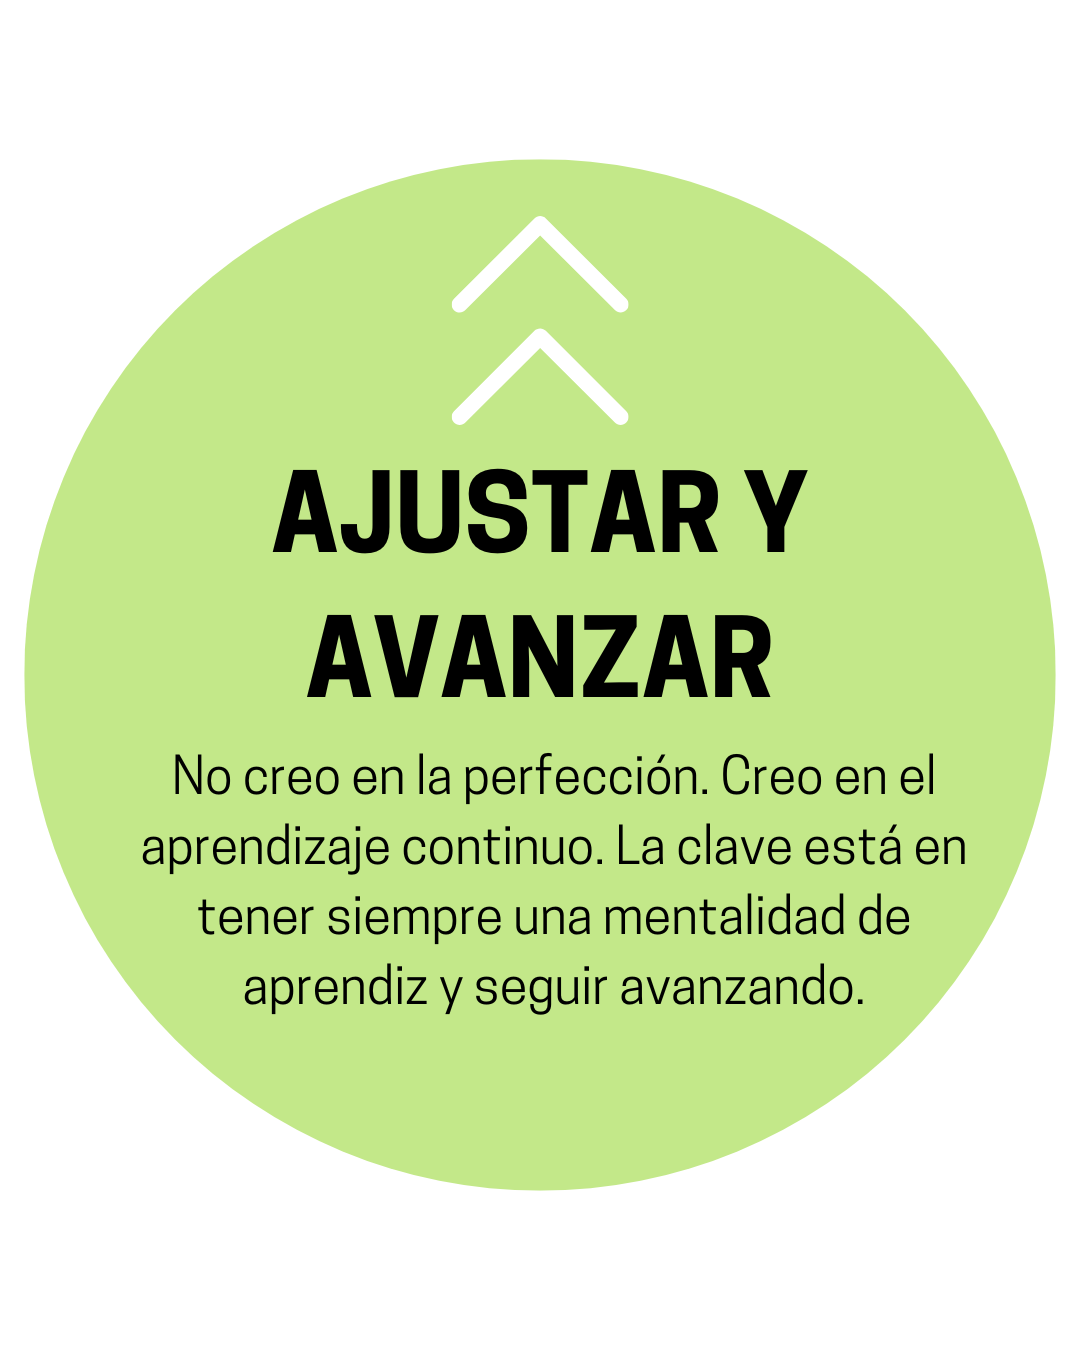 AJUSTAR Y
AVANZAR
No creo en la perfección. Creo en el
aprendizaje continuo. La clave está en
tener siempre una mentalidad de
aprendiz y seguir avanzando.